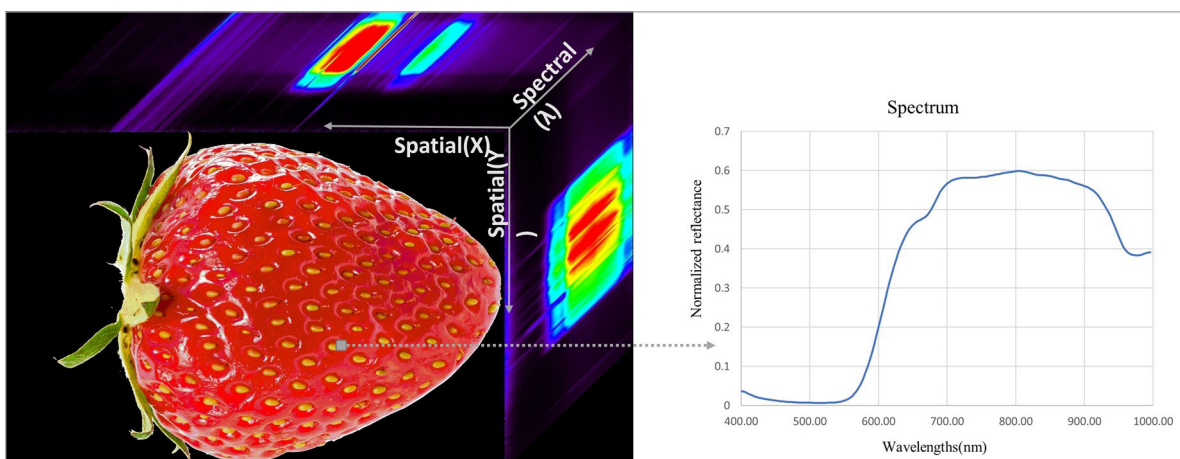 Spectral
(λ)
Spatial(X)
Spatial(Y
)
Spectrum
Normalized reflectance
0.7
0.6
0.5
0.4
0.3
0.2
0.1
0
400.00 500.00 600.00 700.00 800.00 900.00 1000.00
Wavelengths(nm)